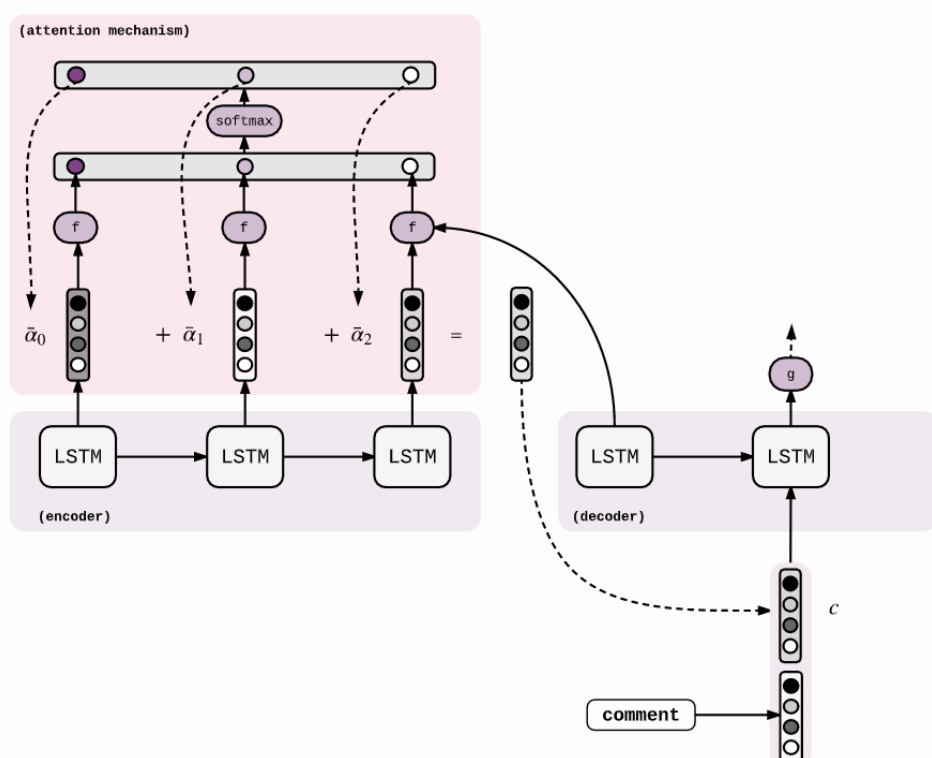 (attention mechanism)
softmax
f f f
ᾱ₀ + ᾱ₁ + ᾱ₂ =
g
LSTM LSTM LSTM LSTM LSTM
(encoder) (decoder)
c
comment